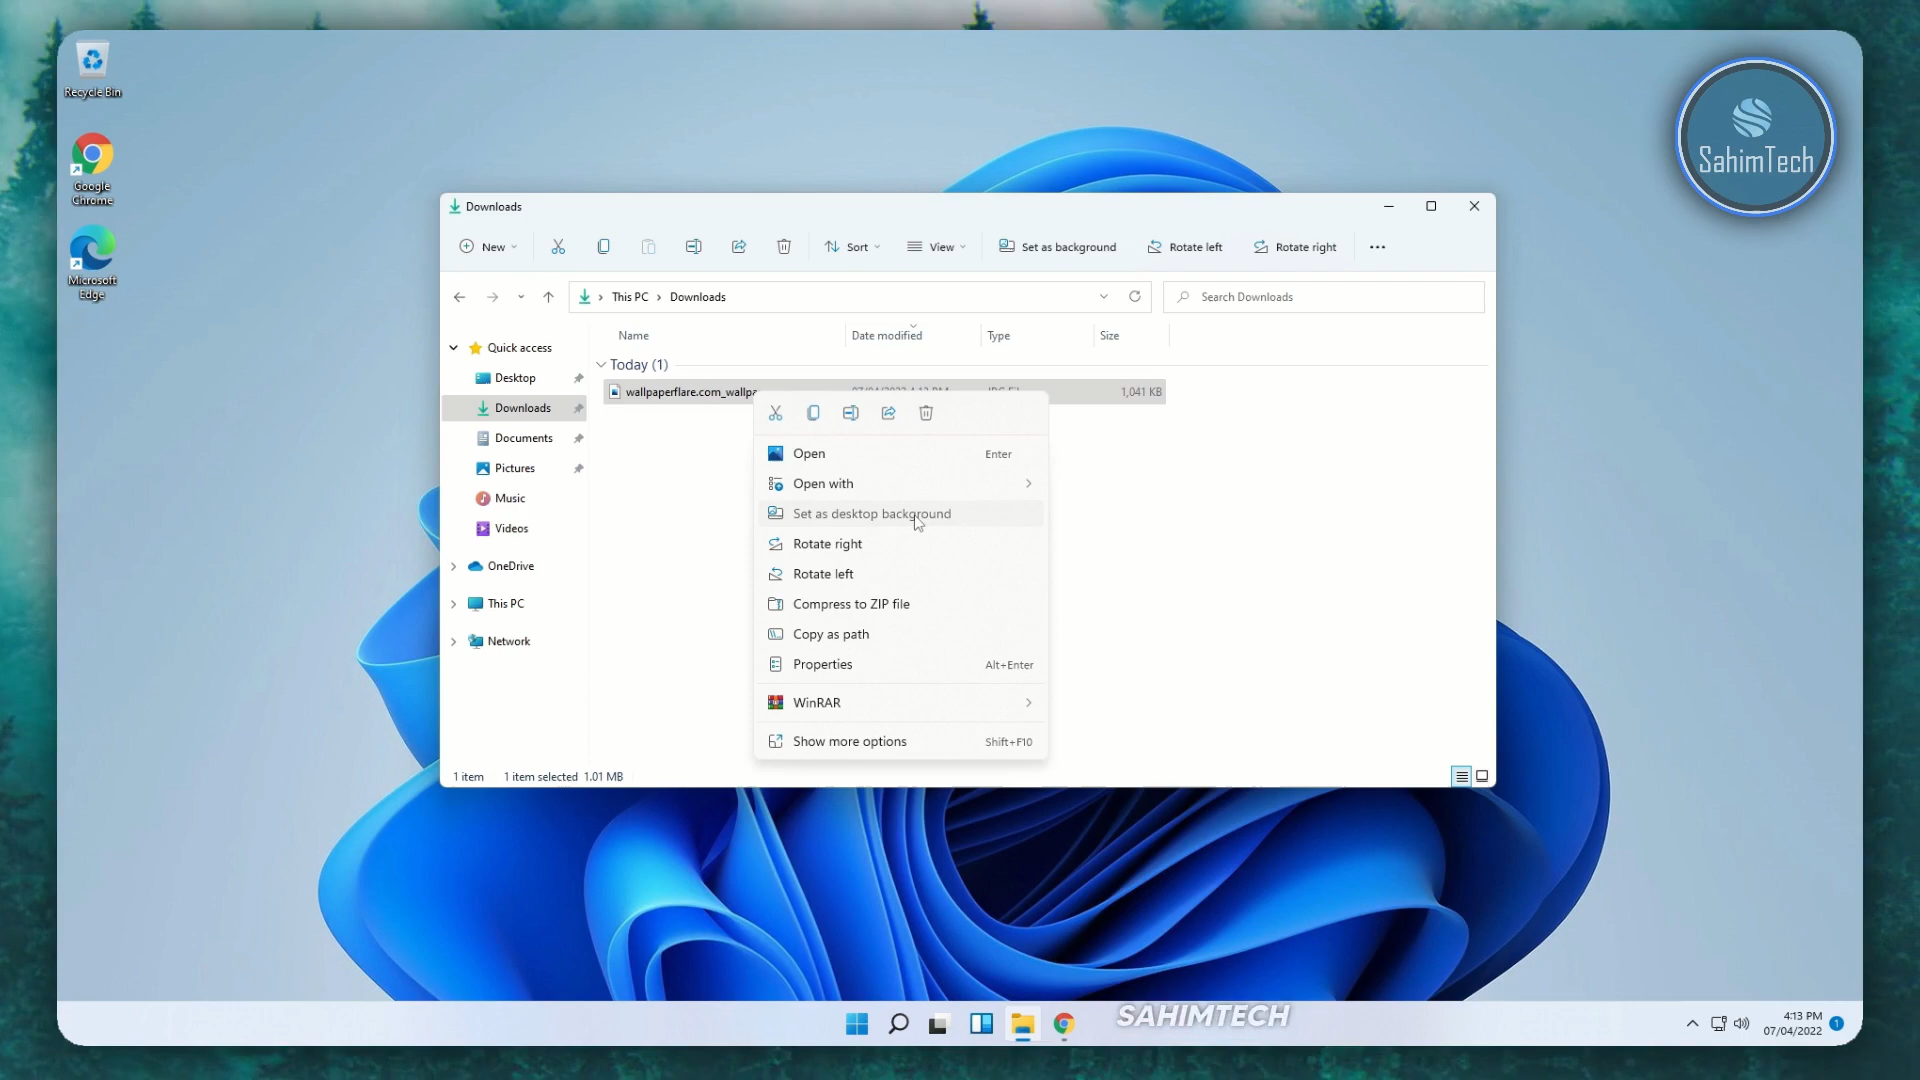 Recycle Bin
Google
Chrome
Microsoft
Edge
SahimTech
Downloads
New
Sort
View
Set as background
Rotate left
Rotate right
This PC
Downloads
Search Downloads
Name
Date modified
Type
Size
Quick access
Desktop
Downloads
Documents
Pictures
Music
Videos
OneDrive
This PC
Network
Today (1)
wallpaperflare.com_wallpa
1,041 KB
Open Enter
Open with
Set as desktop background
Rotate right
Rotate left
Compress to ZIP file
Copy as path
Properties Alt+Enter
WinRAR
Show more options Shift+F10
1 item 1 item selected 1.01 MB
SAHIMTECH
4:13 PM
07/04/2022
1